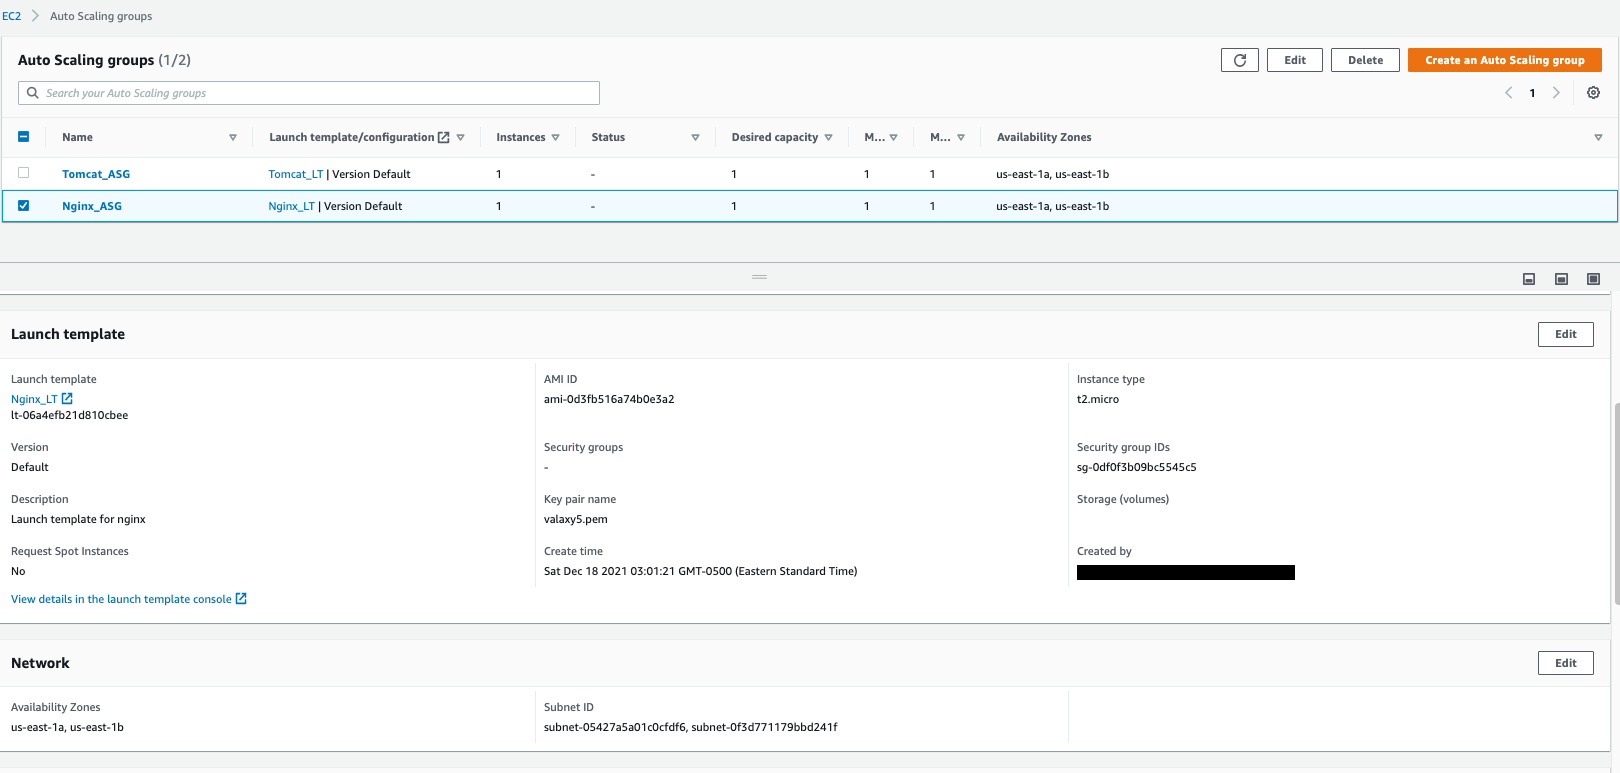 EC2 > Auto Scaling groups
Auto Scaling groups (1/2)
Edit
Delete
Create an Auto Scaling group
Search your Auto Scaling groups
1
Name
Launch template/configuration
Instances
Status
Desired capacity
M...
M...
Availability Zones
Tomcat_ASG
Tomcat_LT | Version Default
1
-
1
1
1
us-east-1a, us-east-1b
Nginx_ASG
Nginx_LT | Version Default
1
-
1
1
1
us-east-1a, us-east-1b
Launch template
Edit
Launch template
Nginx_LT
lt-06a4efb21d810cbee
AMI ID
ami-0d3fb516a74b0e3a2
Instance type
t2.micro
Version
Default
Security groups
-
Security group IDs
sg-0df0f3b09bc5545c5
Description
Launch template for nginx
Key pair name
valaxy5.pem
Storage (volumes)
Request Spot Instances
No
Create time
Sat Dec 18 2021 03:01:21 GMT-0500 (Eastern Standard Time)
Created by
View details in the launch template console
Network
Edit
Availability Zones
us-east-1a, us-east-1b
Subnet ID
subnet-05427a5a01c0cfdf6, subnet-0f3d771179bbd241f